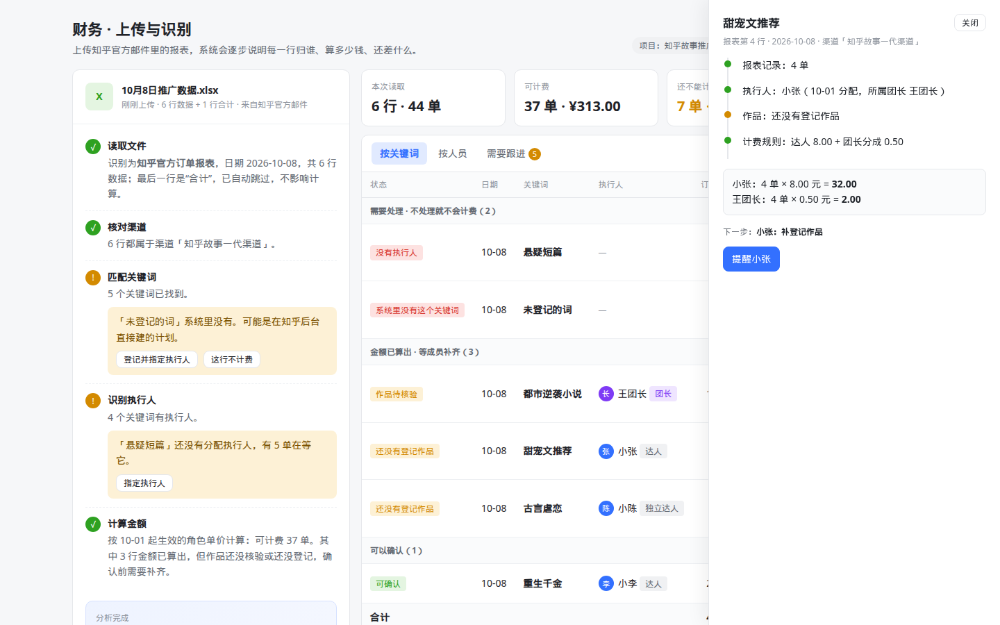 财务 · 上传与识别
上传知乎官方邮件里的报表，系统会逐步说明每一行归谁、算多少钱、还差什么。
项目：知乎故事推
X
10月8日推广数据.xlsx
刚刚上传 · 6 行数据 + 1 行合计 · 来自知乎官方邮件
√
读取文件
识别为知乎官方订单报表，日期 2026-10-08，共 6 行
数据；最后一行是“合计”，已自动跳过，不影响计
算。
√
核对渠道
6 行都属于渠道「知乎故事一代渠道」。
!
匹配关键词
5 个关键词已找到。
「未登记的词」系统里没有。可能是在知乎后台
直接建的计划。
登记并指定执行人
这行不计费
!
识别执行人
4 个关键词有执行人。
「悬疑短篇」还没有分配执行人，有 5 单在等
它。
指定执行人
√
计算金额
按 10-01 起生效的角色单价计算：可计费 37 单。其
中 3 行金额已算出，但作品还没核验或还没登记，确
认前需要补齐。
分析完成
本次读取
6 行 · 44 单
可计费
37 单 · ¥313.00
还不能计
7 单 ·
按关键词
按人员
需要跟进 5
状态 日期 关键词 执行人 订
需要处理 · 不处理就不会计费（2）
没有执行人 10-08 悬疑短篇 —
系统里没有这个关键词 10-08 未登记的词 —
金额已算出 · 等成员补齐（3）
作品待核验 10-08 都市逆袭小说 长 王团长 团长
还没有登记作品 10-08 甜宠文推荐 张 小张 达人
还没有登记作品 10-08 古言虐恋 陈 小陈 独立达人
可以确认（1）
可确认 10-08 重生千金 李 小李 达人
合计
甜宠文推荐
关闭
报表第 4 行 · 2026-10-08 · 渠道「知乎故事一代渠道」
报表记录：4 单
执行人：小张（10-01 分配，所属团长 王团长）
作品：还没有登记作品
计费规则：达人 8.00 + 团长分成 0.50
小张：4 单 × 8.00 元 = 32.00
王团长：4 单 × 0.50 元 = 2.00
下一步：小张：补登记作品
提醒小张